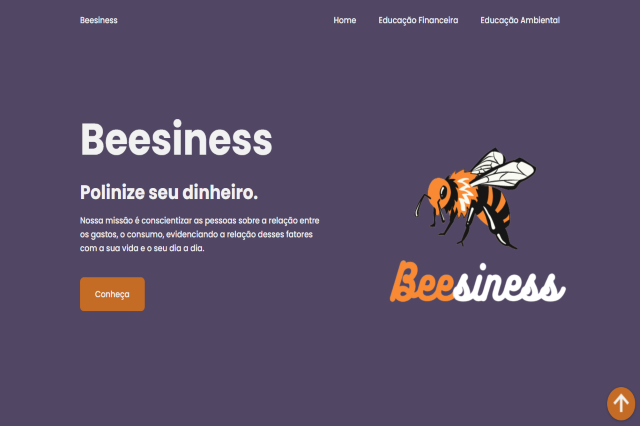 Beesiness
Home
Educação Financeira
Educação Ambiental
Beesiness
Polinize seu dinheiro.
Nossa missão é conscientizar as pessoas sobre a relação entre
os gastos, o consumo, evidenciando a relação desses fatores
com a sua vida e o seu dia a dia.
Conheça
Beesiness